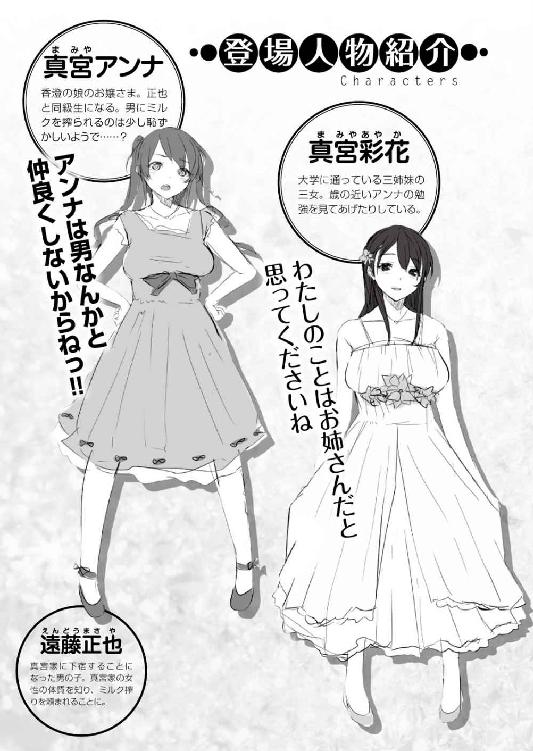 登場人物紹介
Characters
まみや
真宮アンナ
香澄の娘のお嬢さま。正也
と同級生になる。男にミル
クを搾られるのは少し恥ず
かしいようで……？
アンナは男なんかと
仲良くしないからねっ!!
まみやあやか
真宮彩花
大学に通っている三姉妹の
三女。歳の近いアンナの勉
強を見てあげたりしている。
わたしのことはお姉さんだと
思ってくださいね
えんどうまさや
遠藤正也
真宮家に下宿することに
なった男の子。真宮家の女
性の体質を知り、ミルク搾
りを頼まれることに。